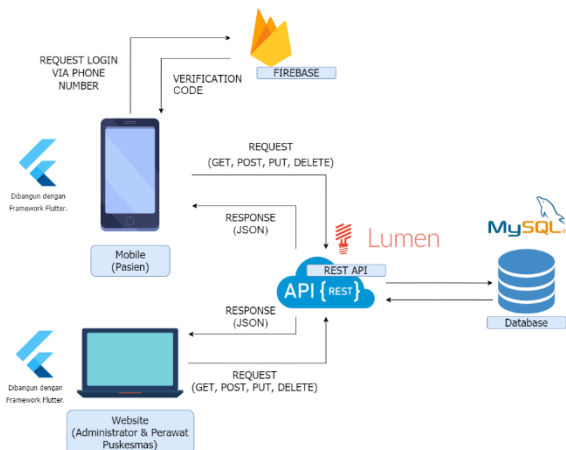 REQUEST LOGIN
VIA PHONE
NUMBER
VERIFICATION
CODE
FIREBASE
REQUEST
(GET, POST, PUT, DELETE)
Dibangun dengan
Framework Flutter.
RESPONSE
(JSON)
Lumen
MySQL
Mobile
(Pasien)
REST API
API {REST}
Database
RESPONSE
(JSON)
REQUEST
(GET, POST, PUT, DELETE)
Dibangun dengan
Framework Flutter.
Website
(Administrator & Perawat
Puskesmas)